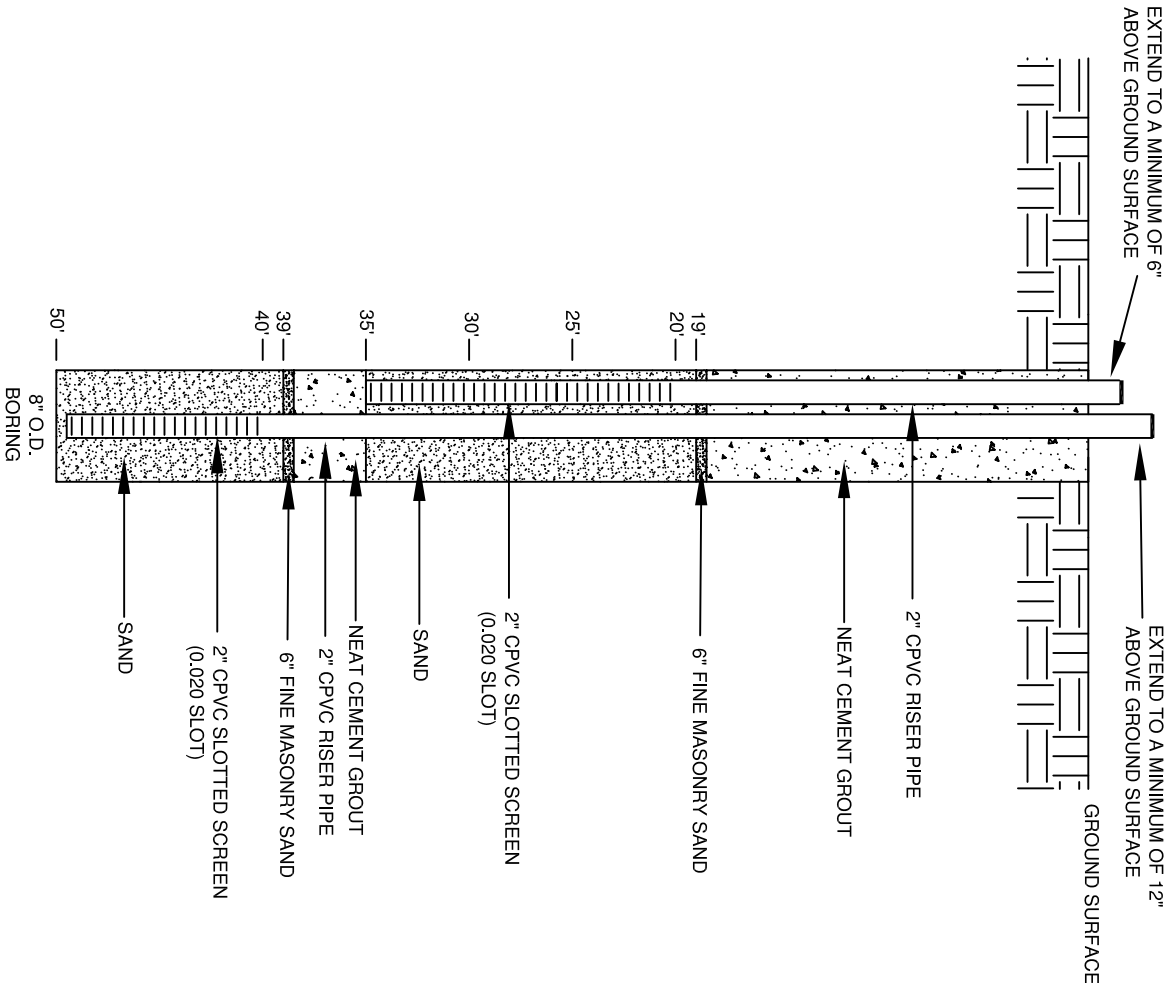 EXTEND TO A MINIMUM OF 6"
ABOVE GROUND SURFACE
EXTEND TO A MINIMUM OF 12"
ABOVE GROUND SURFACE
GROUND SURFACE
2" CPVC RISER PIPE
NEAT CEMENT GROUT
19'
6" FINE MASONRY SAND
20'
25'
2" CPVC SLOTTED SCREEN
(0.020 SLOT)
30'
SAND
35'
NEAT CEMENT GROUT
2" CPVC RISER PIPE
39'
6" FINE MASONRY SAND
40'
2" CPVC SLOTTED SCREEN
(0.020 SLOT)
SAND
50'
8" O.D.
BORING